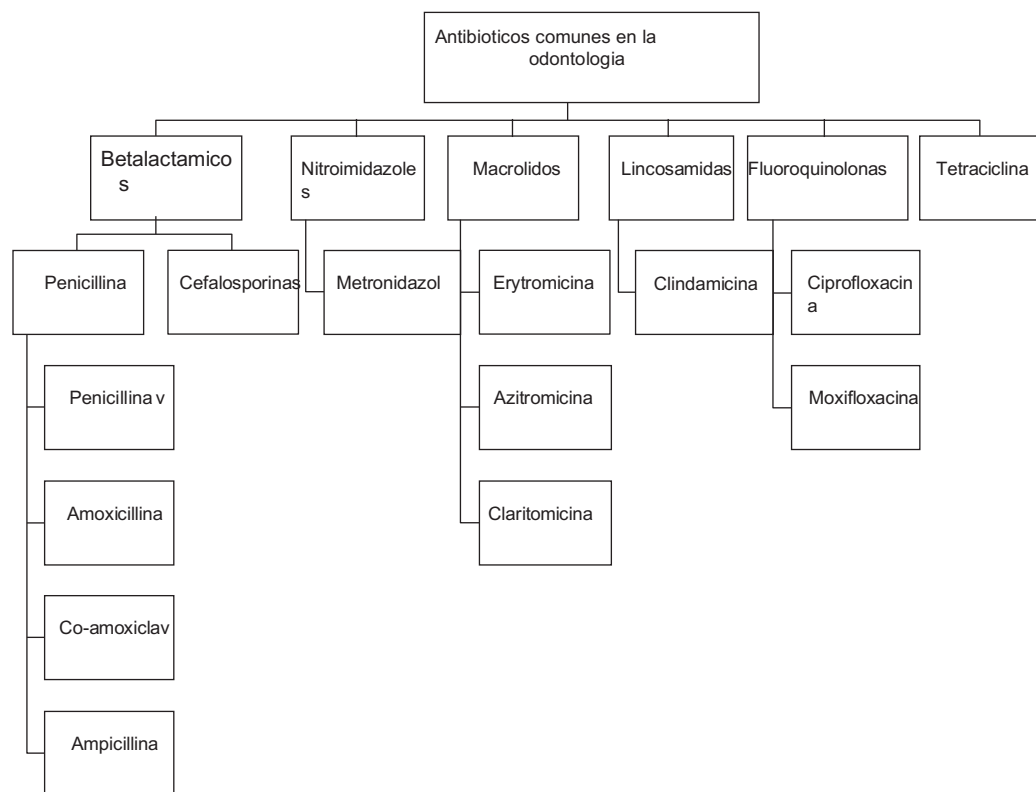 Antibioticos comunes en la
odontologia
Betalactamico
s
Nitroimidazole
s
Macrolidos
Lincosamidas
Fluoroquinolonas
Tetraciclina
Penicillina
Cefalosporinas
Metronidazol
Erytromicina
Clindamicina
Ciprofloxacin
a
Penicillina v
Azitromicina
Moxifloxacina
Amoxicillina
Claritomicina
Co-amoxiclav
Ampicillina